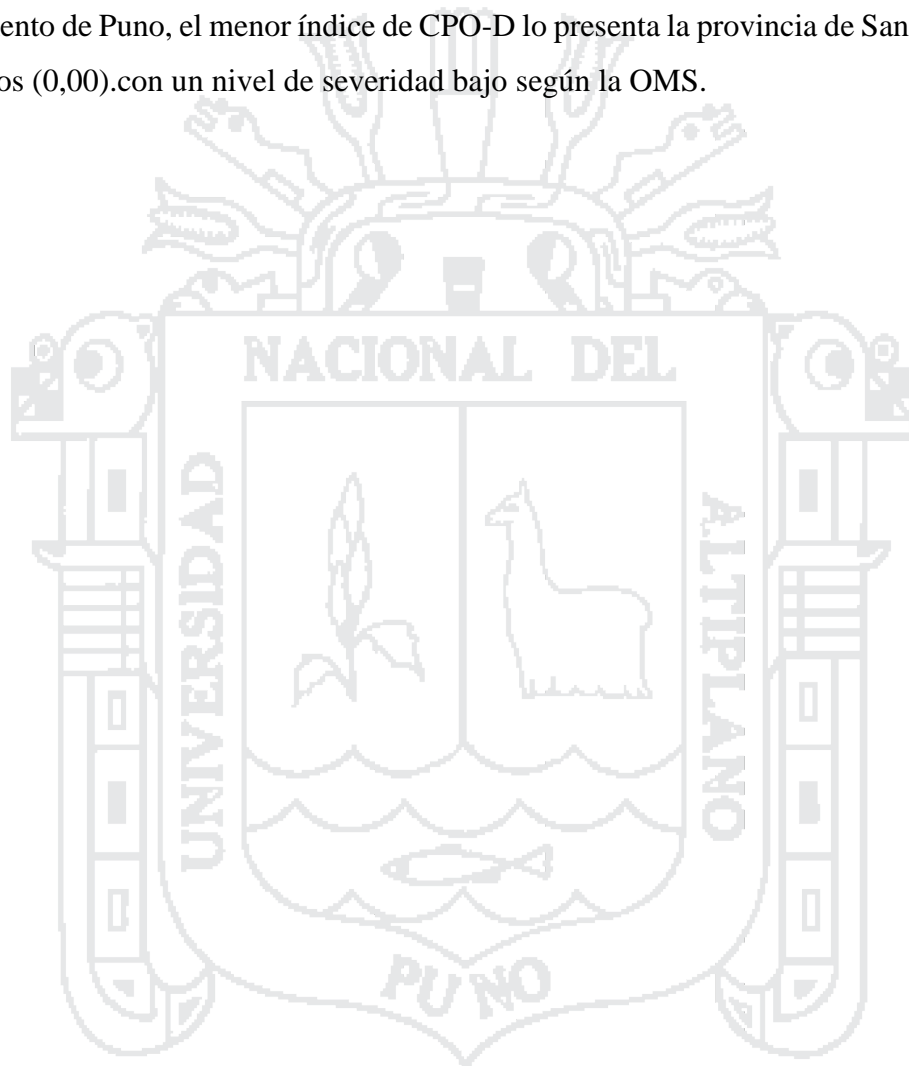 ento de Puno, el menor índice de CPO-D lo presenta la provincia de San
os (0,00).con un nivel de severidad bajo según la OMS.
NACIONAL DEL
UNIVERSIDAD
ALTIPLANO
PUNO